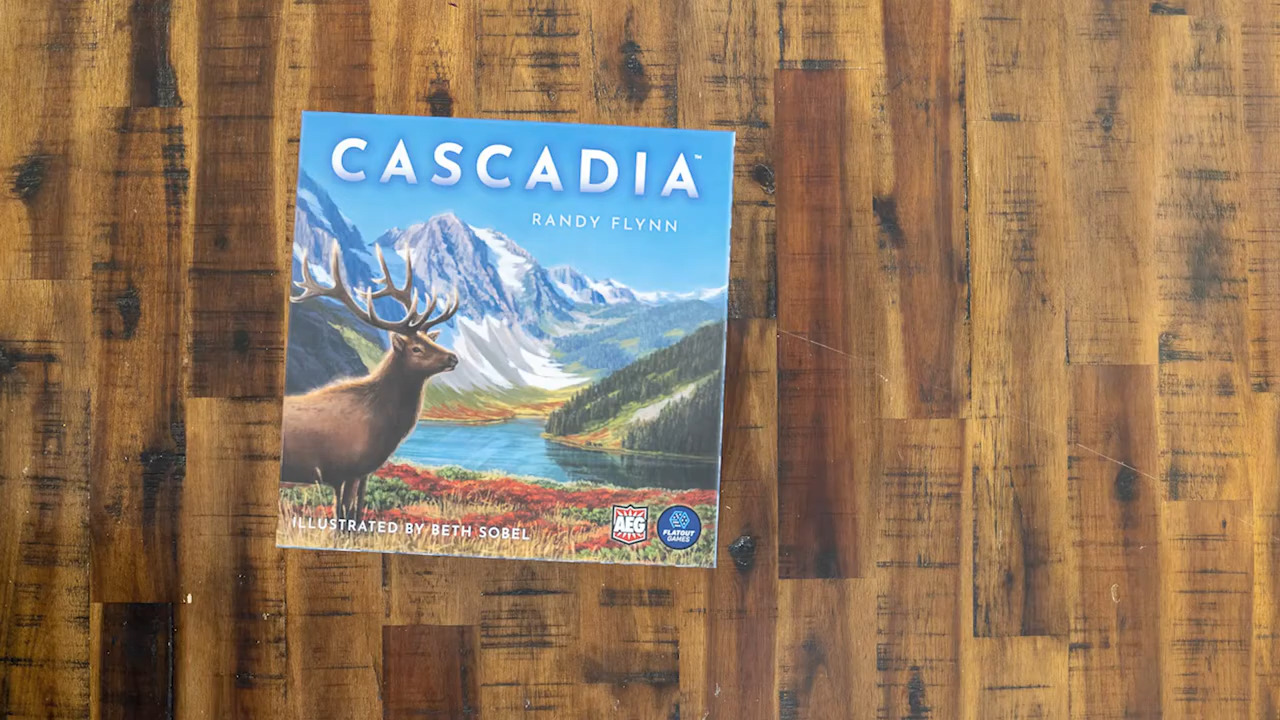 CASCADIA™
RANDY FLYNN
ILLUSTRATED BY BETH SOBEL
AEG
FLATOUT
GAMES